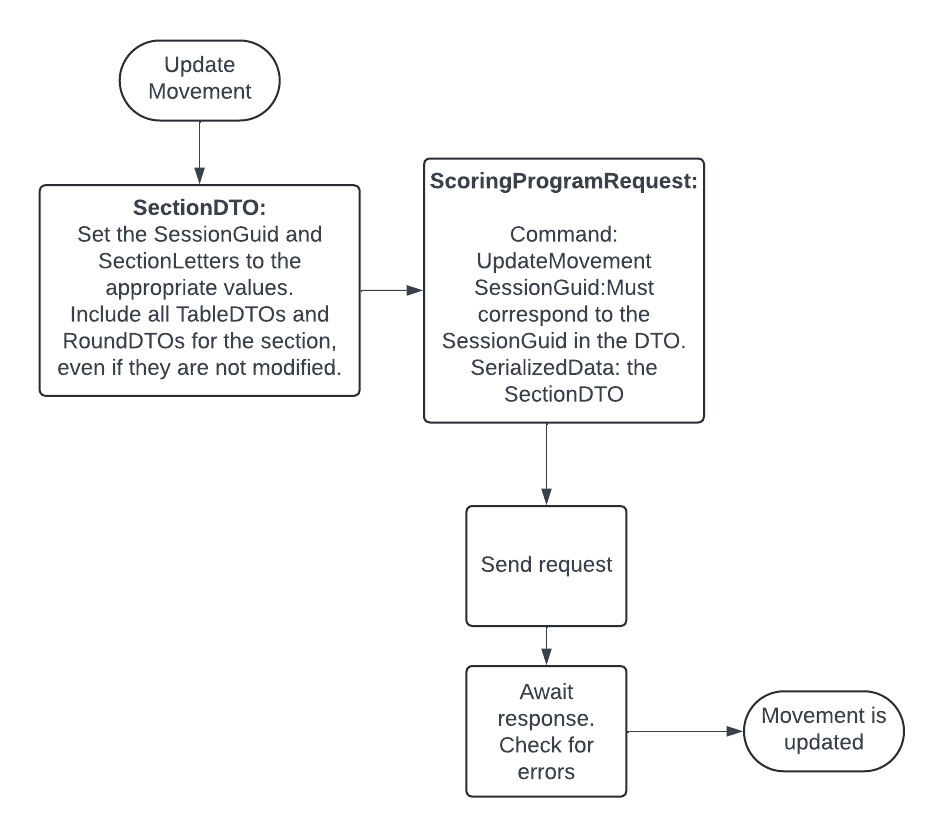 Update
Movement
SectionDTO:
Set the SessionGuid and
SectionLetters to the
appropriate values.
Include all TableDTOs and
RoundDTOs for the section,
even if they are not modified.
ScoringProgramRequest:
Command:
UpdateMovement
SessionGuid:Must
correspond to the
SessionGuid in the DTO.
SerializedData: the
SectionDTO
Send request
Await
response.
Check for
errors
Movement is
updated